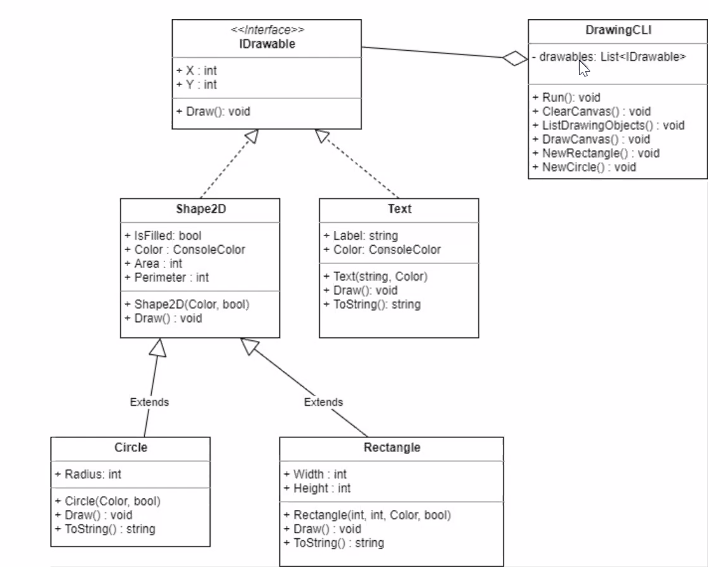 <<Interface>>
IDrawable
+ X : int
+ Y : int
+ Draw(): void
DrawingCLI
- drawables: List<IDrawable>
+ Run(): void
+ ClearCanvas() : void
+ ListDrawingObjects() : void
+ DrawCanvas() : void
+ NewRectangle() : void
+ NewCircle() : void
Shape2D
+ IsFilled: bool
+ Color : ConsoleColor
+ Area : int
+ Perimeter : int
+ Shape2D(Color, bool)
+ Draw() : void
Text
+ Label: string
+ Color: ConsoleColor
+ Text(string, Color)
+ Draw(): void
+ ToString(): string
Extends
Extends
Circle
+ Radius: int
+ Circle(Color, bool)
+ Draw() : void
+ ToString() : string
Rectangle
+ Width : int
+ Height : int
+ Rectangle(int, int, Color, bool)
+ Draw() : void
+ ToString() : string